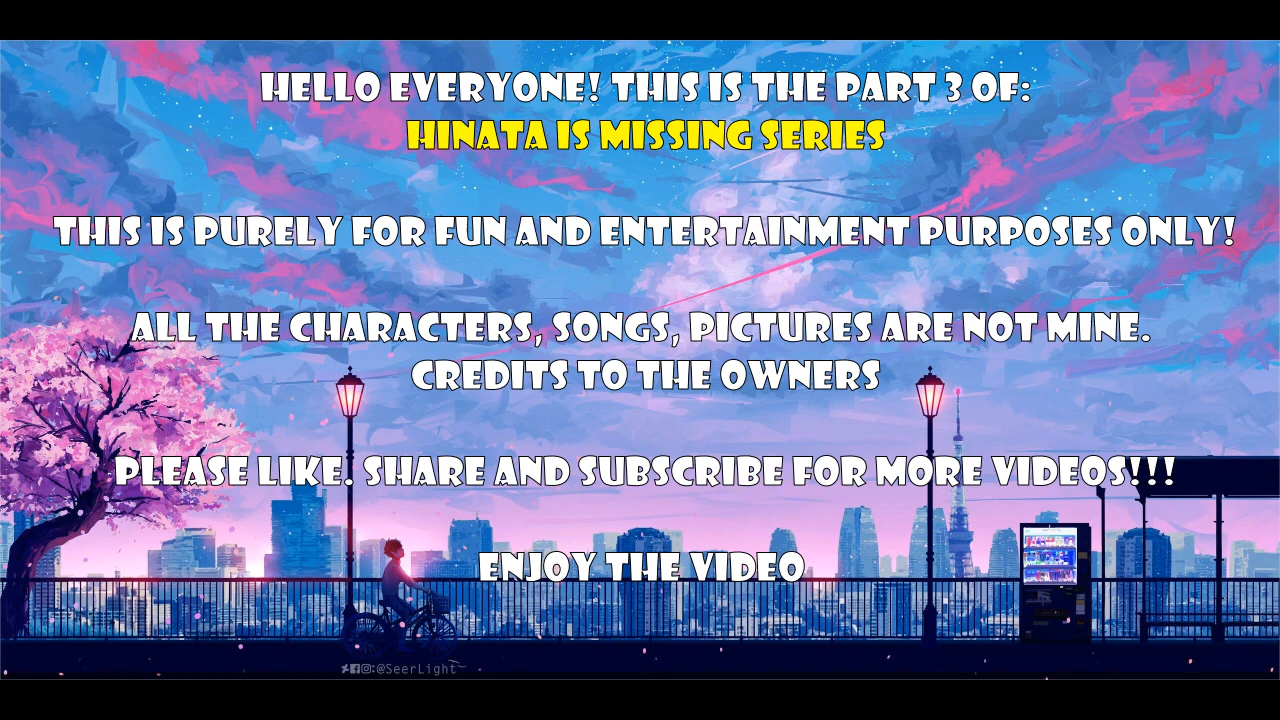 HELLO EVERYONE! THIS IS THE PART 3 OF:
HINATA IS MISSING SERIES
THIS IS PURELY FOR FUN AND ENTERTAINMENT PURPOSES ONLY!
ALL THE CHARACTERS, SONGS, PICTURES ARE NOT MINE.
CREDITS TO THE OWNERS
PLEASE LIKE. SHARE AND SUBSCRIBE FOR MORE VIDEOS!!!
ENJOY THE VIDEO
:@SeerLight